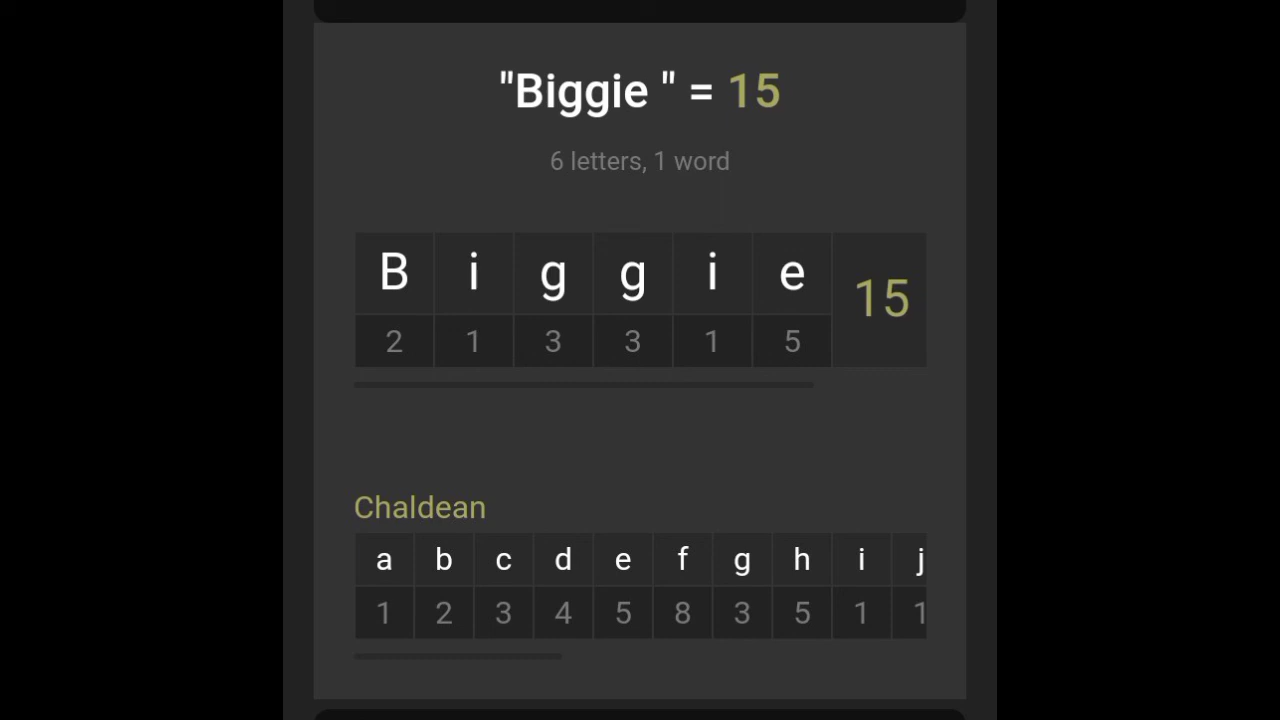 "Biggie " = 15
6 letters, 1 word
B i g g i e 15
2 1 3 3 1 5
Chaldean
a b c d e f g h i j
1 2 3 4 5 8 3 5 1 1